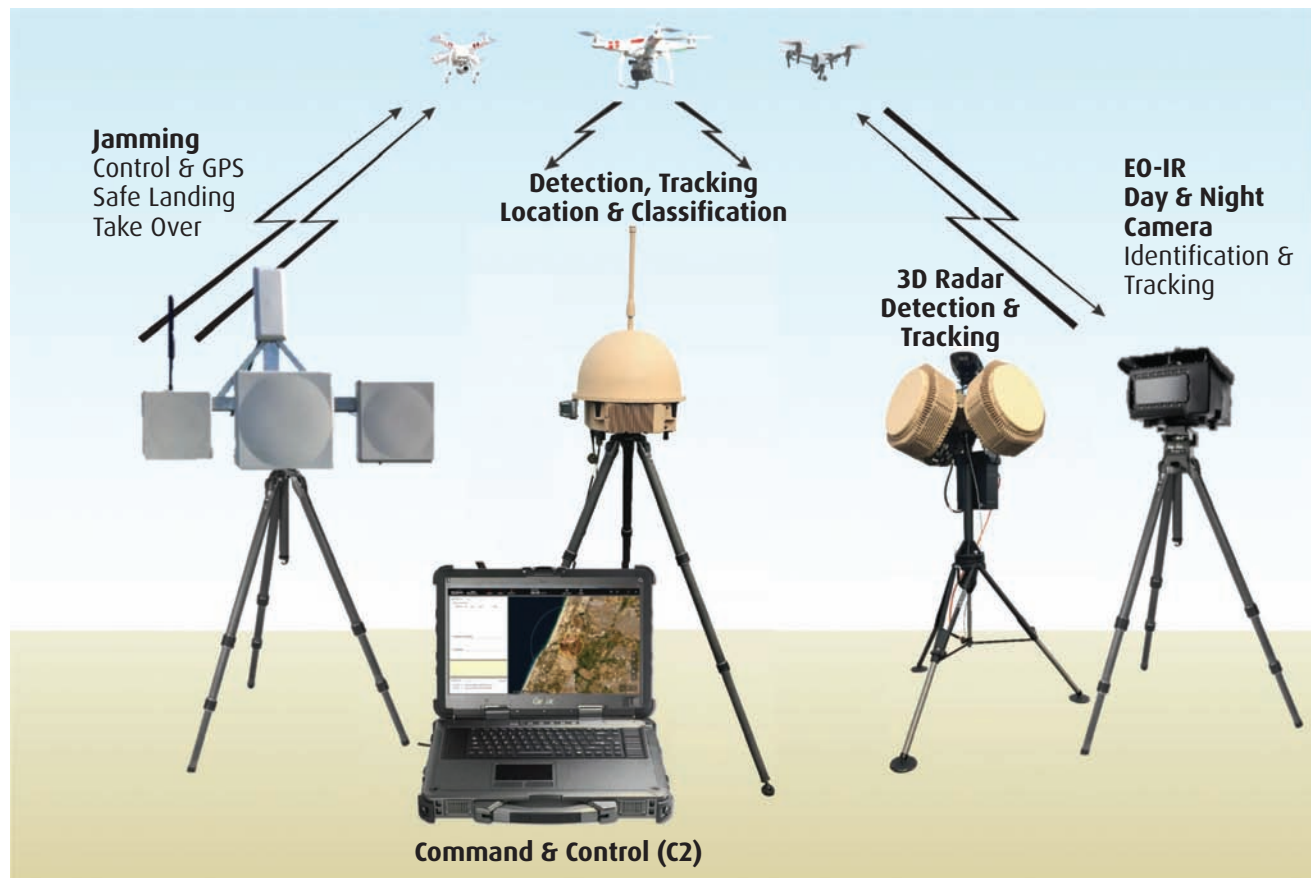 Jamming
Control & GPS
Safe Landing
Take Over
Detection, Tracking
Location & Classification
3D Radar
Detection &
Tracking
EO-IR
Day & Night
Camera
Identification &
Tracking
Command & Control (C2)